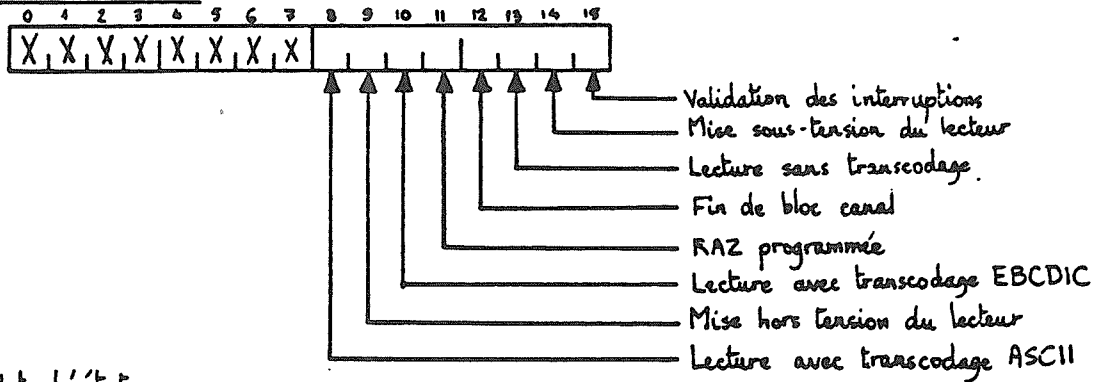 0 1 2 3 4 5 6 7 8 9 10 11 12 13 14 15
X X X X X X X X
Validation des interruptions
Mise sous-tension du lecteur
Lecture sans transcodage.
Fin de bloc canal
RAZ programmée
Lecture avec transcodage EBCDIC
Mise hors tension du lecteur
Lecture avec transcodage ASCII